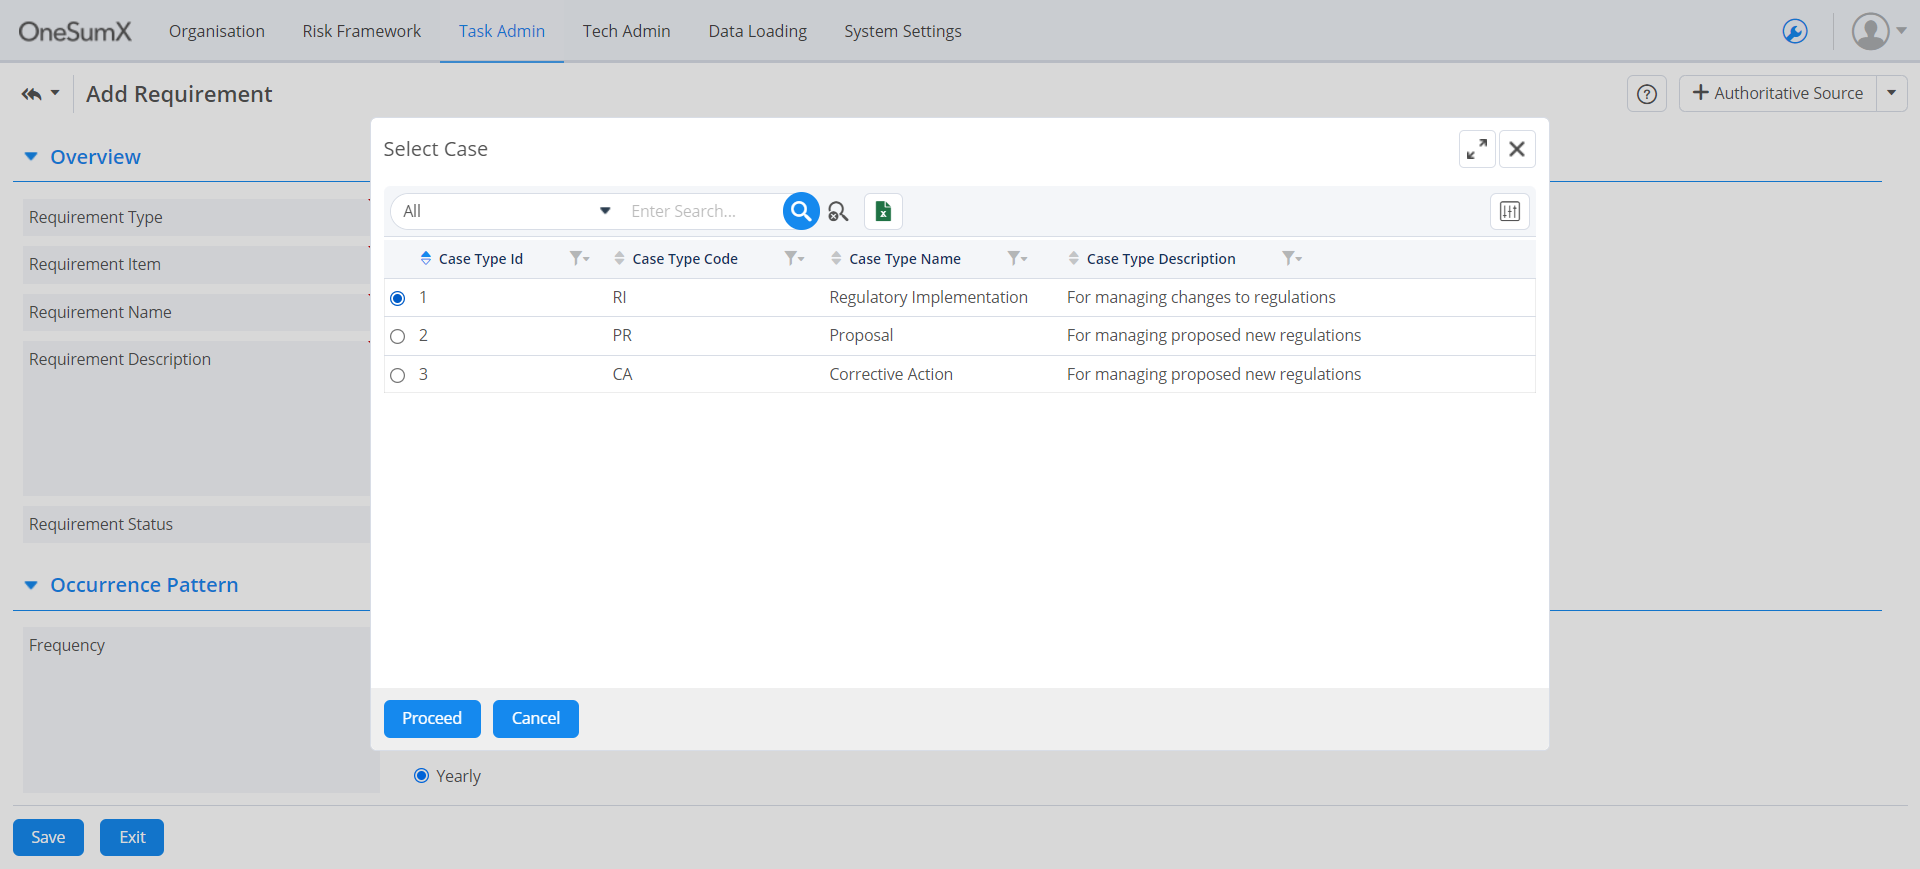 OneSumX Organisation Risk Framework Task Admin Tech Admin Data Loading System Settings
Add Requirement
Authoritative Source
Overview
Requirement Type
Requirement Item
Requirement Name
Requirement Description
Requirement Status
Occurrence Pattern
Frequency
Select Case
All Enter Search...
Case Type Id Case Type Code Case Type Name Case Type Description
1 RI Regulatory Implementation For managing changes to regulations
2 PR Proposal For managing proposed new regulations
3 CA Corrective Action For managing proposed new regulations
Proceed Cancel
Yearly
Save Exit